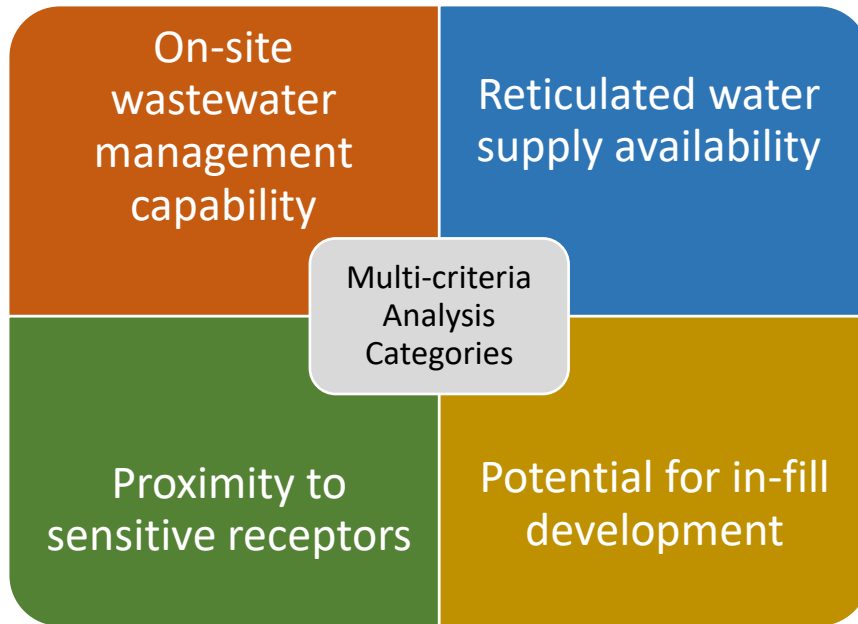 On-site
wastewater
management
capability
Reticulated water
supply availability
Multi-criteria
Analysis
Categories
Proximity to
sensitive receptors
Potential for in-fill
development